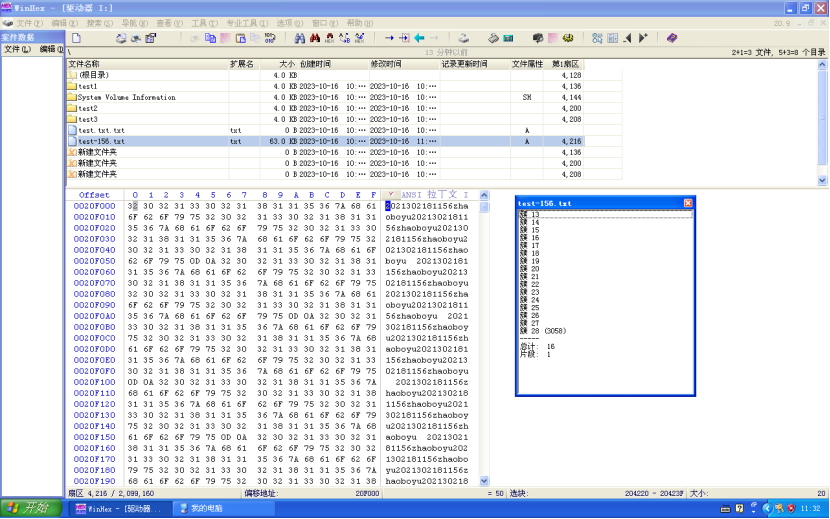 WinHex - [驱动器 I:]
文件(F) 编辑(E) 搜索(S) 导航(N) 查看(V) 工具(T) 专业工具(I) 选项(O) 窗口(W) 帮助(H) 20.0
案件数据
文件(L) 编辑(D
\ 13 分钟以前 2+1=3 文件, 5+3=8 个目录
文件名称 扩展名 大小 创建时间 修改时间 记录更新时间 文件属性 第1扇区
(根目录) 4.0 KB 4,128
test1 4.0 KB 2023-10-16 10:··· 2023-10-16 10:··· 4,136
System Volume Information 4.0 KB 2023-10-16 10:··· 2023-10-16 10:··· SH 4,144
test2 4.0 KB 2023-10-16 10:··· 2023-10-16 10:··· 4,200
test3 4.0 KB 2023-10-16 10:··· 2023-10-16 10:··· 4,208
test.txt.txt txt 0 B 2023-10-16 10:··· 2023-10-16 10:··· A
test-156.txt txt 63.0 KB 2023-10-16 10:··· 2023-10-16 11:··· A 4,216
新建文件夹 0 B 2023-10-16 10:··· 2023-10-16 10:··· 4,136
新建文件夹 0 B 2023-10-16 10:··· 2023-10-16 10:··· 4,200
新建文件夹 0 B 2023-10-16 10:··· 2023-10-16 10:··· 4,208
Offset 0 1 2 3 4 5 6 7 8 9 A B C D E F ANSI 拉丁文 I
0020F000 32 30 32 31 33 30 32 31 38 31 31 35 36 7A 68 61 2021302181156zha
0020F010 6F 62 6F 79 75 32 30 32 31 33 30 32 31 38 31 31 oboyu20213021811
0020F020 35 36 7A 68 61 6F 62 6F 79 75 32 30 32 31 33 30 56zhaoboyu202130
0020F030 32 31 38 31 31 35 36 7A 68 61 6F 62 6F 79 75 32 2181156zhaoboyu2
0020F040 30 32 31 33 30 32 31 38 31 31 35 36 7A 68 61 6F 021302181156zhao
0020F050 62 6F 79 75 0D 0A 32 30 32 31 33 30 32 31 38 31 boyu 2021302181
0020F060 31 35 36 7A 68 61 6F 62 6F 79 75 32 30 32 31 33 156zhaoboyu20213
0020F070 30 32 31 38 31 31 35 36 7A 68 61 6F 62 6F 79 75 02181156zhaoboyu
0020F080 32 30 32 31 33 30 32 31 38 31 31 35 36 7A 68 61 2021302181156zha
0020F090 6F 62 6F 79 75 32 30 32 31 33 30 32 31 38 31 31 oboyu20213021811
0020F0A0 35 36 7A 68 61 6F 62 6F 79 75 0D 0A 32 30 32 31 56zhaoboyu 2021
0020F0B0 33 30 32 31 38 31 31 35 36 7A 68 61 6F 62 6F 79 302181156zhaoboy
0020F0C0 75 32 30 32 31 33 30 32 31 38 31 31 35 36 7A 68 u2021302181156zh
0020F0D0 61 6F 62 6F 79 75 32 30 32 31 33 30 32 31 38 31 aoboyu2021302181
0020F0E0 31 35 36 7A 68 61 6F 62 6F 79 75 32 30 32 31 33 156zhaoboyu20213
0020F0F0 30 32 31 38 31 31 35 36 7A 68 61 6F 62 6F 79 75 02181156zhaoboyu
0020F100 0D 0A 32 30 32 31 33 30 32 31 38 31 31 35 36 7A 2021302181156z
0020F110 68 61 6F 62 6F 79 75 32 30 32 31 33 30 32 31 38 haoboyu202130218
0020F120 31 31 35 36 7A 68 61 6F 62 6F 79 75 32 30 32 31 1156zhaoboyu2021
0020F130 33 30 32 31 38 31 31 35 36 7A 68 61 6F 62 6F 79 302181156zhaoboy
0020F140 75 32 30 32 31 33 30 32 31 38 31 31 35 36 7A 68 u2021302181156zh
0020F150 61 6F 62 6F 79 75 0D 0A 32 30 32 31 33 30 32 31 aoboyu 20213021
0020F160 38 31 31 35 36 7A 68 61 6F 62 6F 79 75 32 30 32 81156zhaoboyu202
0020F170 31 33 30 32 31 38 31 31 35 36 7A 68 61 6F 62 6F 1302181156zhaobo
0020F180 79 75 32 30 32 31 33 30 32 31 38 31 31 35 36 7A yu2021302181156z
0020F190 68 61 6F 62 6F 79 75 32 30 32 31 33 30 32 31 38 haoboyu202130218
test-156.txt
簇 13
簇 14
簇 15
簇 16
簇 17
簇 18
簇 19
簇 20
簇 21
簇 22
簇 23
簇 24
簇 25
簇 26
簇 27
簇 28 (3058)
-----
总计: 16
片段: 1
扇区 4,216 / 2,099,160 偏移地址: 20F000 = 50 选块: 204220 - 20423F 大小: 20
开始 WinHex - [驱动器... 我的电脑 11:32